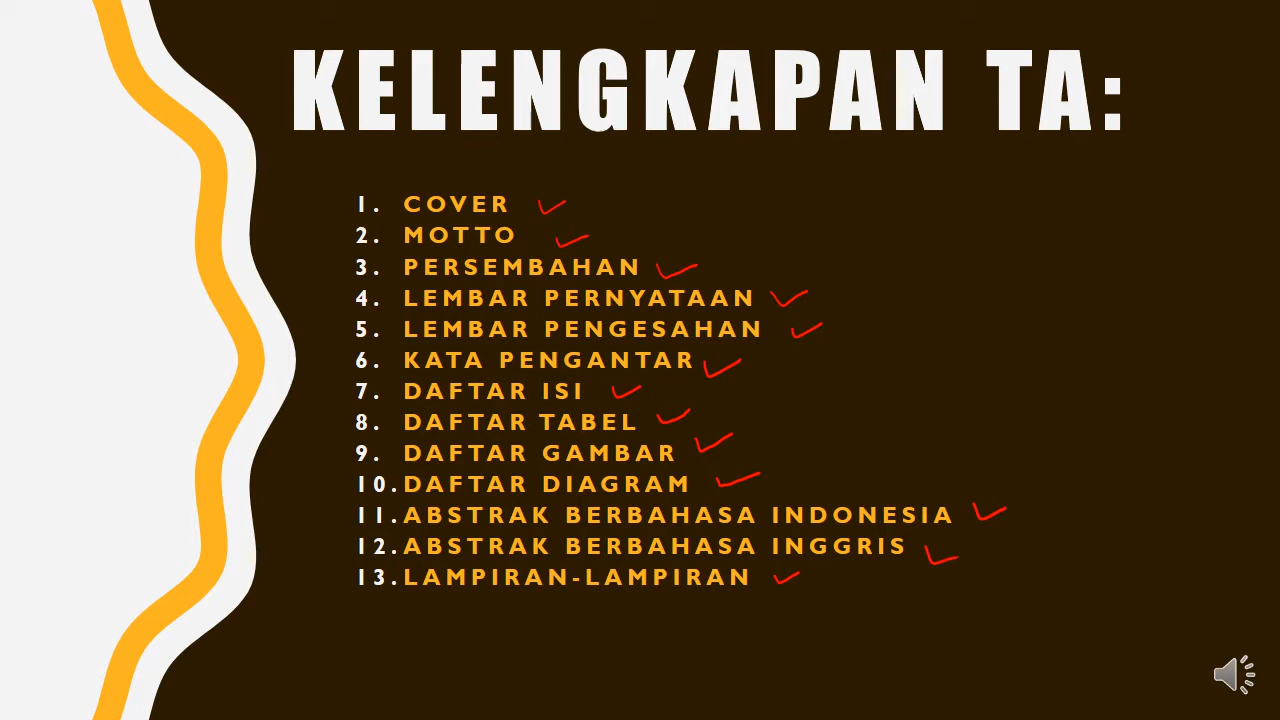 KELENGKAPAN TA:
1. COVER
2. MOTTO
3. PERSEMBAHAN
4. LEMBAR PERNYATAAN
5. LEMBAR PENGESAHAN
6. KATA PENGANTAR
7. DAFTAR ISI
8. DAFTAR TABEL
9. DAFTAR GAMBAR
10. DAFTAR DIAGRAM
11. ABSTRAK BERBAHASA INDONESIA
12. ABSTRAK BERBAHASA INGGRIS
13. LAMPIRAN-LAMPIRAN